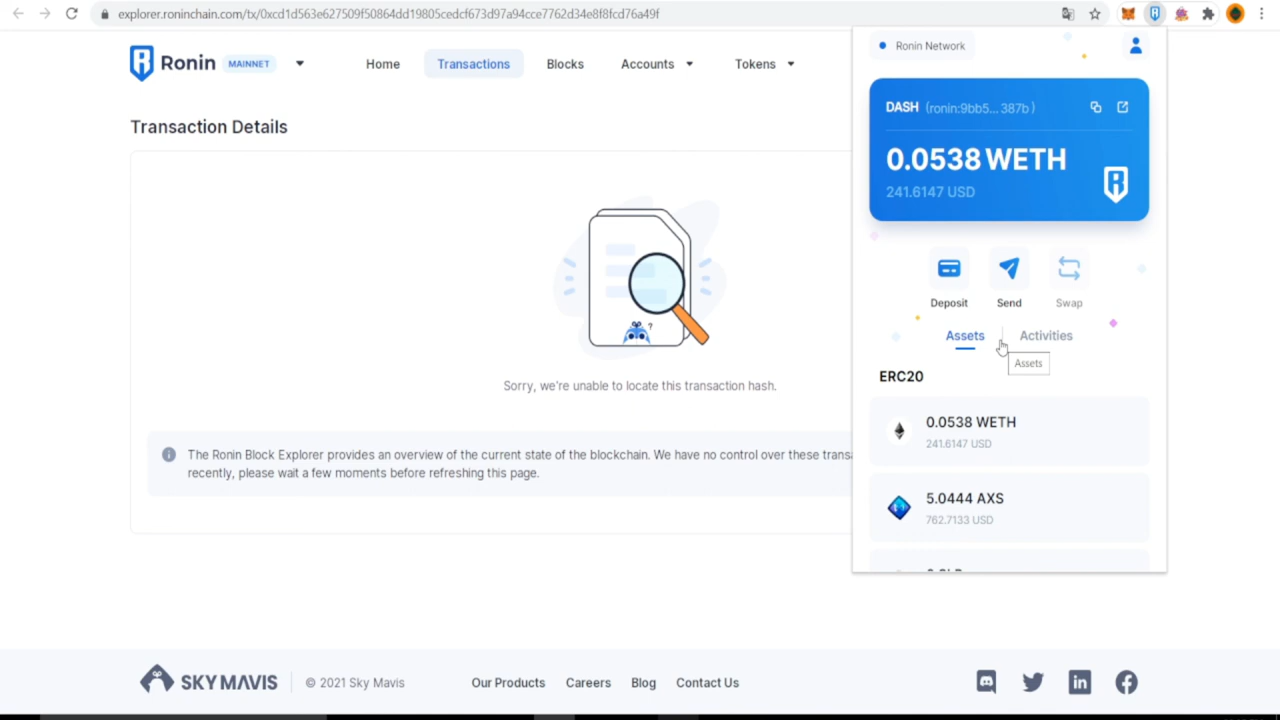 explorer.roninchain.com/tx/0xcd1d563e627509f50864dd19805cedcf673d97a94cce7762d34e8f8fcd76a49f
Ronin MAINNET Home Transactions Blocks Accounts Tokens
Transaction Details
Sorry, we're unable to locate this transaction hash.
The Ronin Block Explorer provides an overview of the current state of the blockchain. We have no control over these transa
recently, please wait a few moments before refreshing this page.
Ronin Network
DASH (ronin:9bb5...387b)
0.0538 WETH
241.6147 USD
Deposit Send Swap
Assets Activities
Assets
ERC20
0.0538 WETH
241.6147 USD
5.0444 AXS
762.7133 USD
SKY MAVIS © 2021 Sky Mavis Our Products Careers Blog Contact Us